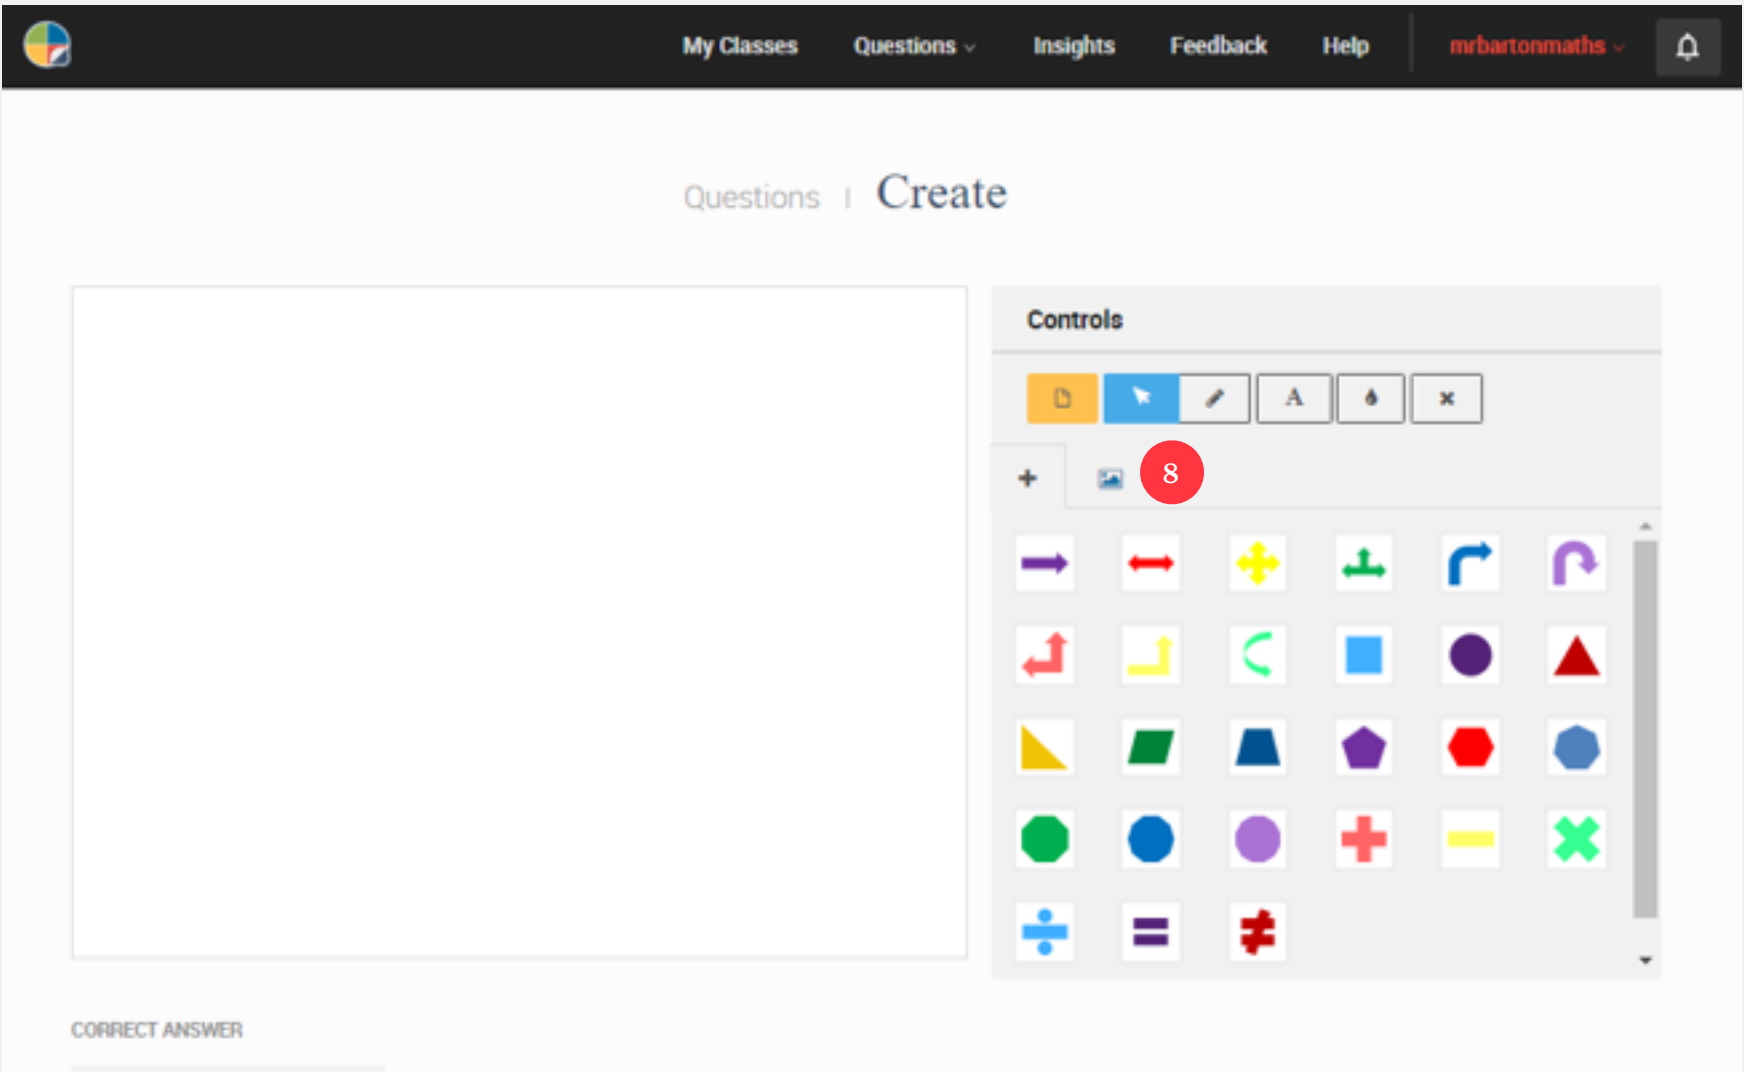 My Classes Questions Insights Feedback Help mrbartonmaths
Questions | Create
Controls
A
8
CORRECT ANSWER